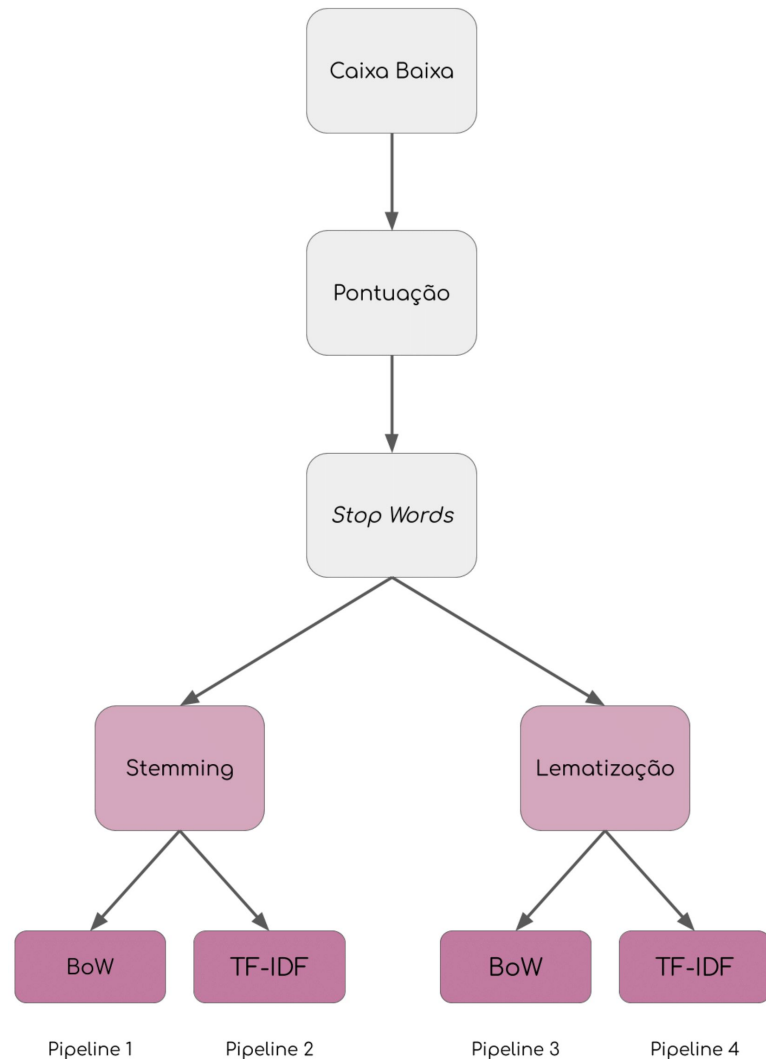 Caixa Baixa
Pontuação
Stop Words
Stemming
Lematização
BoW
TF-IDF
BoW
TF-IDF
Pipeline 1
Pipeline 2
Pipeline 3
Pipeline 4